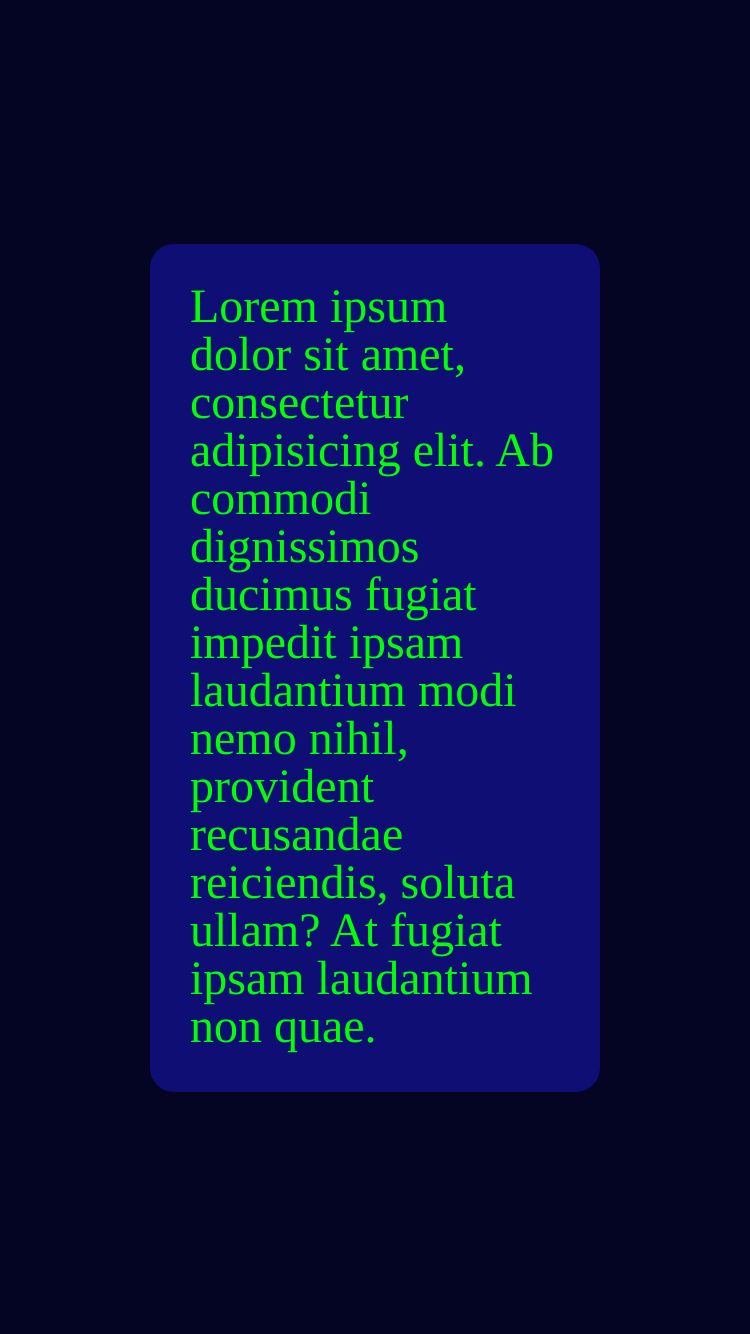 Lorem ipsum
dolor sit amet,
consectetur
adipisicing elit. Ab
commodi
dignissimos
ducimus fugiat
impedit ipsam
laudantium modi
nemo nihil,
provident
recusandae
reiciendis, soluta
ullam? At fugiat
ipsam laudantium
non quae.